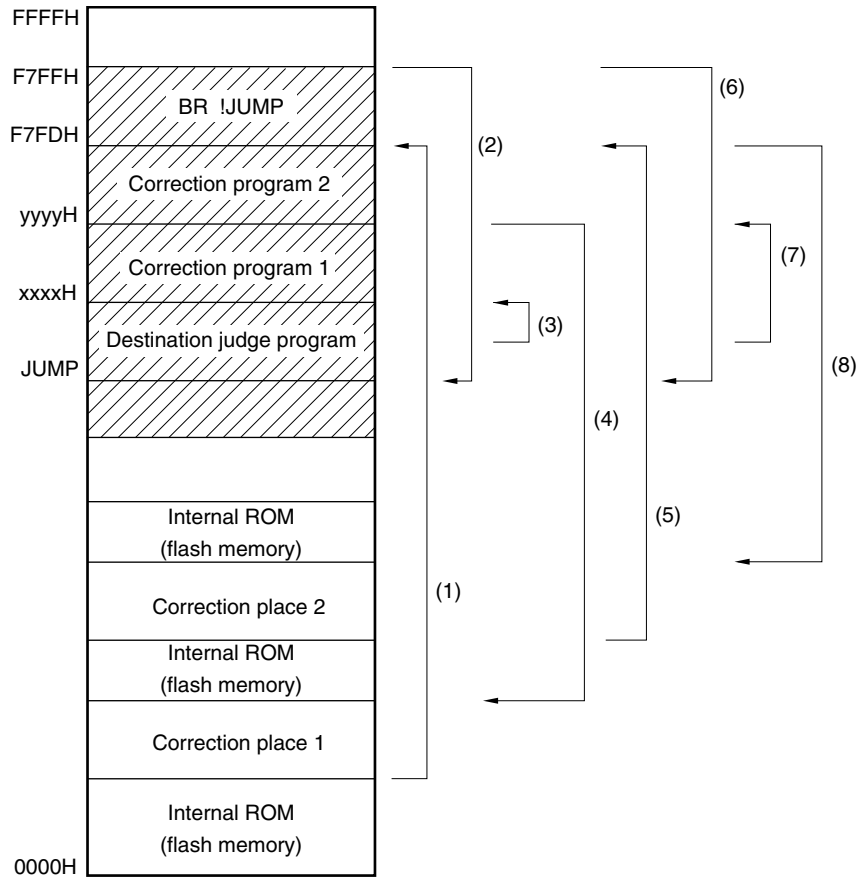 FFFFH
F7FFH
BR !JUMP
(6)
F7FDH
(2)
Correction program 2
yyyyH
(7)
Correction program 1
xxxxH
(3)
Destination judge program
JUMP
(8)
(4)
Internal ROM
(flash memory)
(5)
(1)
Correction place 2
Internal ROM
(flash memory)
Correction place 1
Internal ROM
(flash memory)
0000H